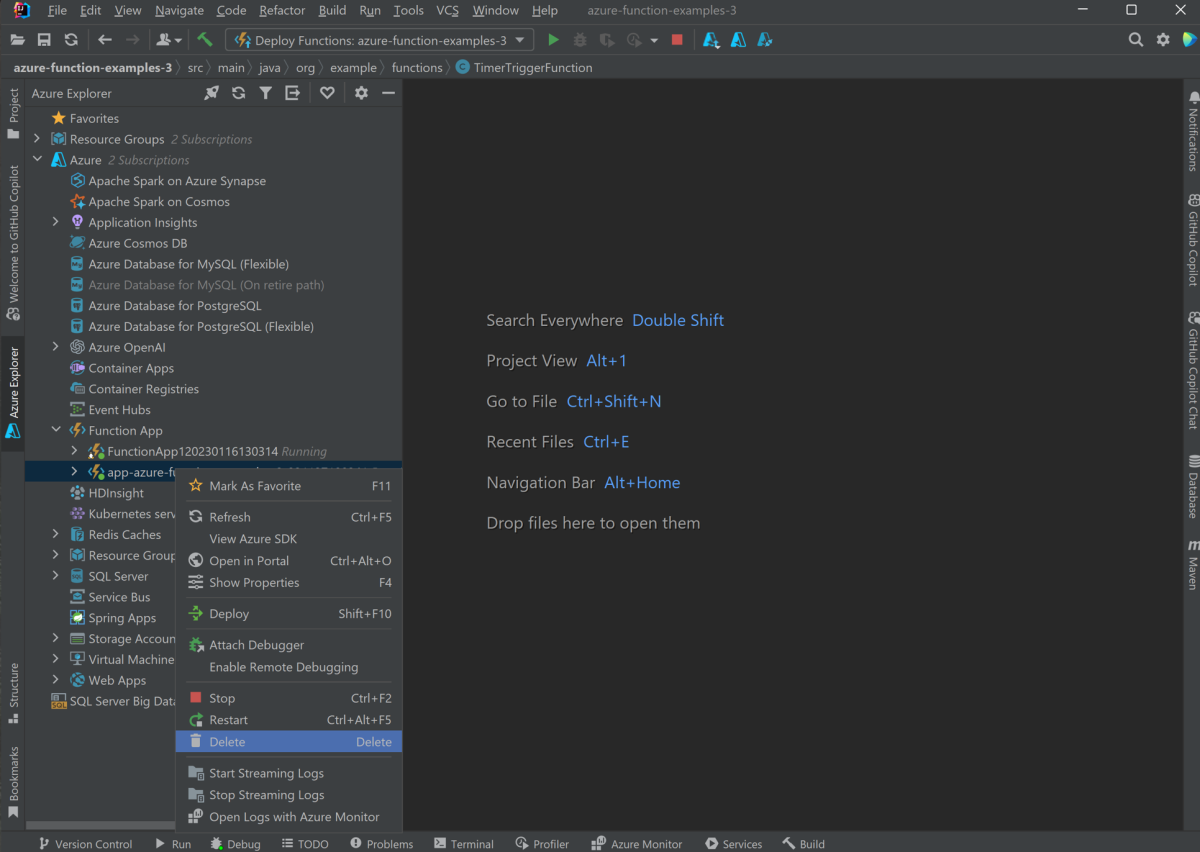 File Edit View Navigate Code Refactor Build Run Tools VCS Window Help azure-function-examples-3
Deploy Functions: azure-function-examples-3
azure-function-examples-3 src main java org example functions TimerTriggerFunction
Azure Explorer
Favorites
Resource Groups 2 Subscriptions
Azure 2 Subscriptions
Apache Spark on Azure Synapse
Apache Spark on Cosmos
Application Insights
Azure Cosmos DB
Azure Database for MySQL (Flexible)
Azure Database for MySQL (On retire path)
Azure Database for PostgreSQL
Azure Database for PostgreSQL (Flexible)
Azure OpenAI
Container Apps
Container Registries
Event Hubs
Function App
FunctionApp120230116130314 Running
app-azure-fu
HDInsight
Kubernetes serv
Redis Caches
Resource Group
SQL Server
Service Bus
Spring Apps
Storage Accoun
Virtual Machine
Web Apps
SQL Server Big Data
Mark As Favorite F11
Refresh Ctrl+F5
View Azure SDK
Open in Portal Ctrl+Alt+O
Show Properties F4
Deploy Shift+F10
Attach Debugger
Enable Remote Debugging
Stop Ctrl+F2
Restart Ctrl+Alt+F5
Delete Delete
Start Streaming Logs
Stop Streaming Logs
Open Logs with Azure Monitor
Search Everywhere Double Shift
Project View Alt+1
Go to File Ctrl+Shift+N
Recent Files Ctrl+E
Navigation Bar Alt+Home
Drop files here to open them
Project
Welcome to GitHub Copilot
Azure Explorer
Structure
Bookmarks
Notifications
GitHub Copilot
GitHub Copilot Chat
Database
Maven
Version Control Run Debug TODO Problems Terminal Profiler Azure Monitor Services Build